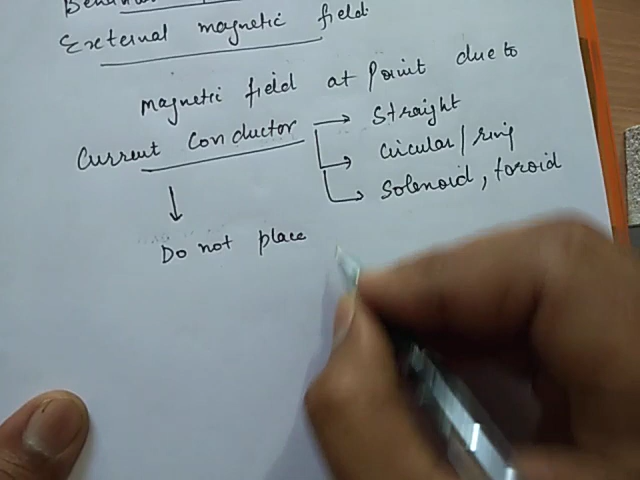 External magnetic field
magnetic field at point due to
Current Conductor → Straight
Circular / ring
Solenoid, toroid
Do not place